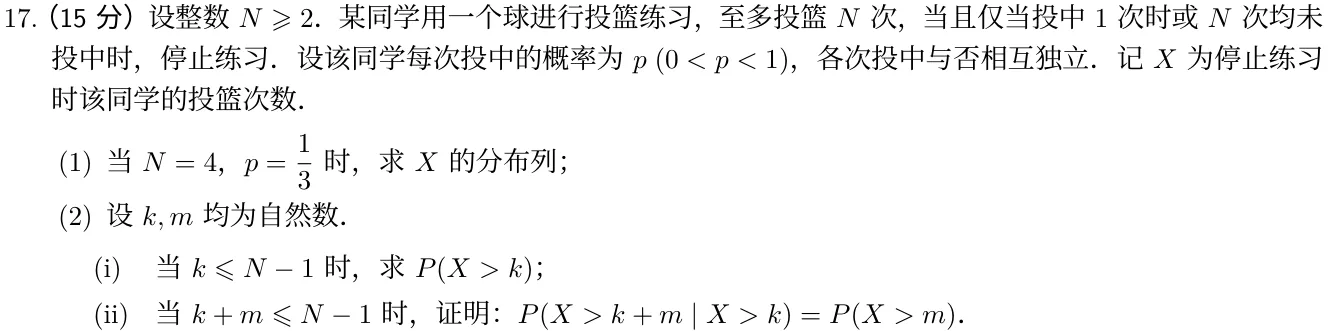 17. (15 分) 设整数 N ⩾ 2. 某同学用一个球进行投篮练习，至多投篮 N 次，当且仅当投中 1 次时或 N 次均未
投中时，停止练习. 设该同学每次投中的概率为 p (0 < p < 1)，各次投中与否相互独立. 记 X 为停止练习
时该同学的投篮次数.
(1) 当 N = 4，p = 1/3 时，求 X 的分布列；
(2) 设 k, m 均为自然数.
(i) 当 k ⩽ N − 1 时，求 P(X > k)；
(ii) 当 k + m ⩽ N − 1 时，证明：P(X > k + m | X > k) = P(X > m).